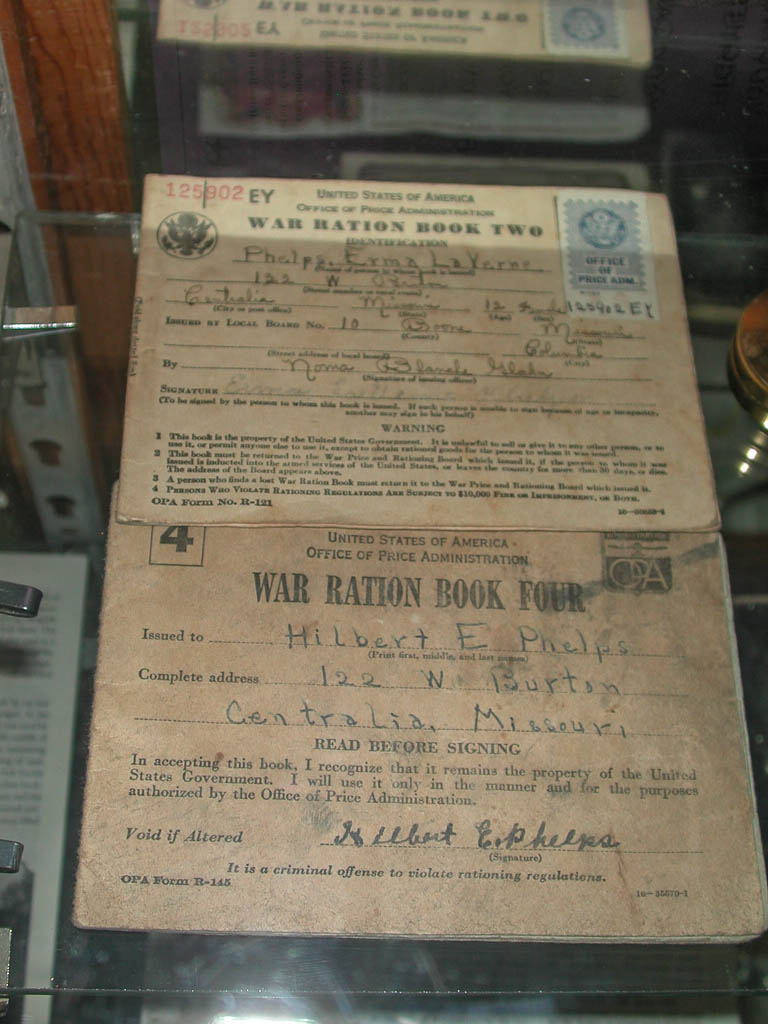 125902 EY
UNITED STATES OF AMERICA
OFFICE OF PRICE ADMINISTRATION
WAR RATION BOOK TWO
IDENTIFICATION
OFFICE
OF
PRICE ADM.
Phelps, Erma LaVerne
(Name of person to whom book is issued)
122 W Burton
(Street number or rural route)
Centralia Missouri 12 Female 125902 EY
(City or post office) (State) (Age) (Sex)
ISSUED BY LOCAL BOARD No. 10 Boone Missouri
(County) (State)
Columbia
(Street address of local board) (City)
By Noma Blanche
(Signature of issuing officer)
SIGNATURE
(To be signed by the person to whom this book is issued. If such person is unable to sign because of age or incapacity, another may sign in his behalf)
WARNING
1 This book is the property of the United States Government. It is unlawful to sell or give it to any other person, or to
use it, or permit anyone else to use it, except to obtain rationed goods for the person to whom it was issued.
2 This book must be returned to the War Price and Rationing Board which issued it, if the person to whom it was
issued is inducted into the armed services of the United States, or leaves the country for more than 30 days, or dies.
The address of the Board appears above.
3 A person who finds a lost War Ration Book must return it to the War Price and Rationing Board which issued it.
4 PERSONS WHO VIOLATE RATIONING REGULATIONS ARE SUBJECT TO $10,000 FINE OR IMPRISONMENT, OR BOTH.
OPA Form No. R-121
4
UNITED STATES OF AMERICA
OFFICE OF PRICE ADMINISTRATION
OPA
WAR RATION BOOK FOUR
Issued to Hilbert E Phelps
(Print first, middle, and last names)
Complete address 122 W Burton
Centralia, Missouri
READ BEFORE SIGNING
In accepting this book, I recognize that it remains the property of the United
States Government. I will use it only in the manner and for the purposes
authorized by the Office of Price Administration.
Void if Altered Hilbert E. Phelps
(Signature)
It is a criminal offense to violate rationing regulations.
OPA Form R-145
16—35570-1